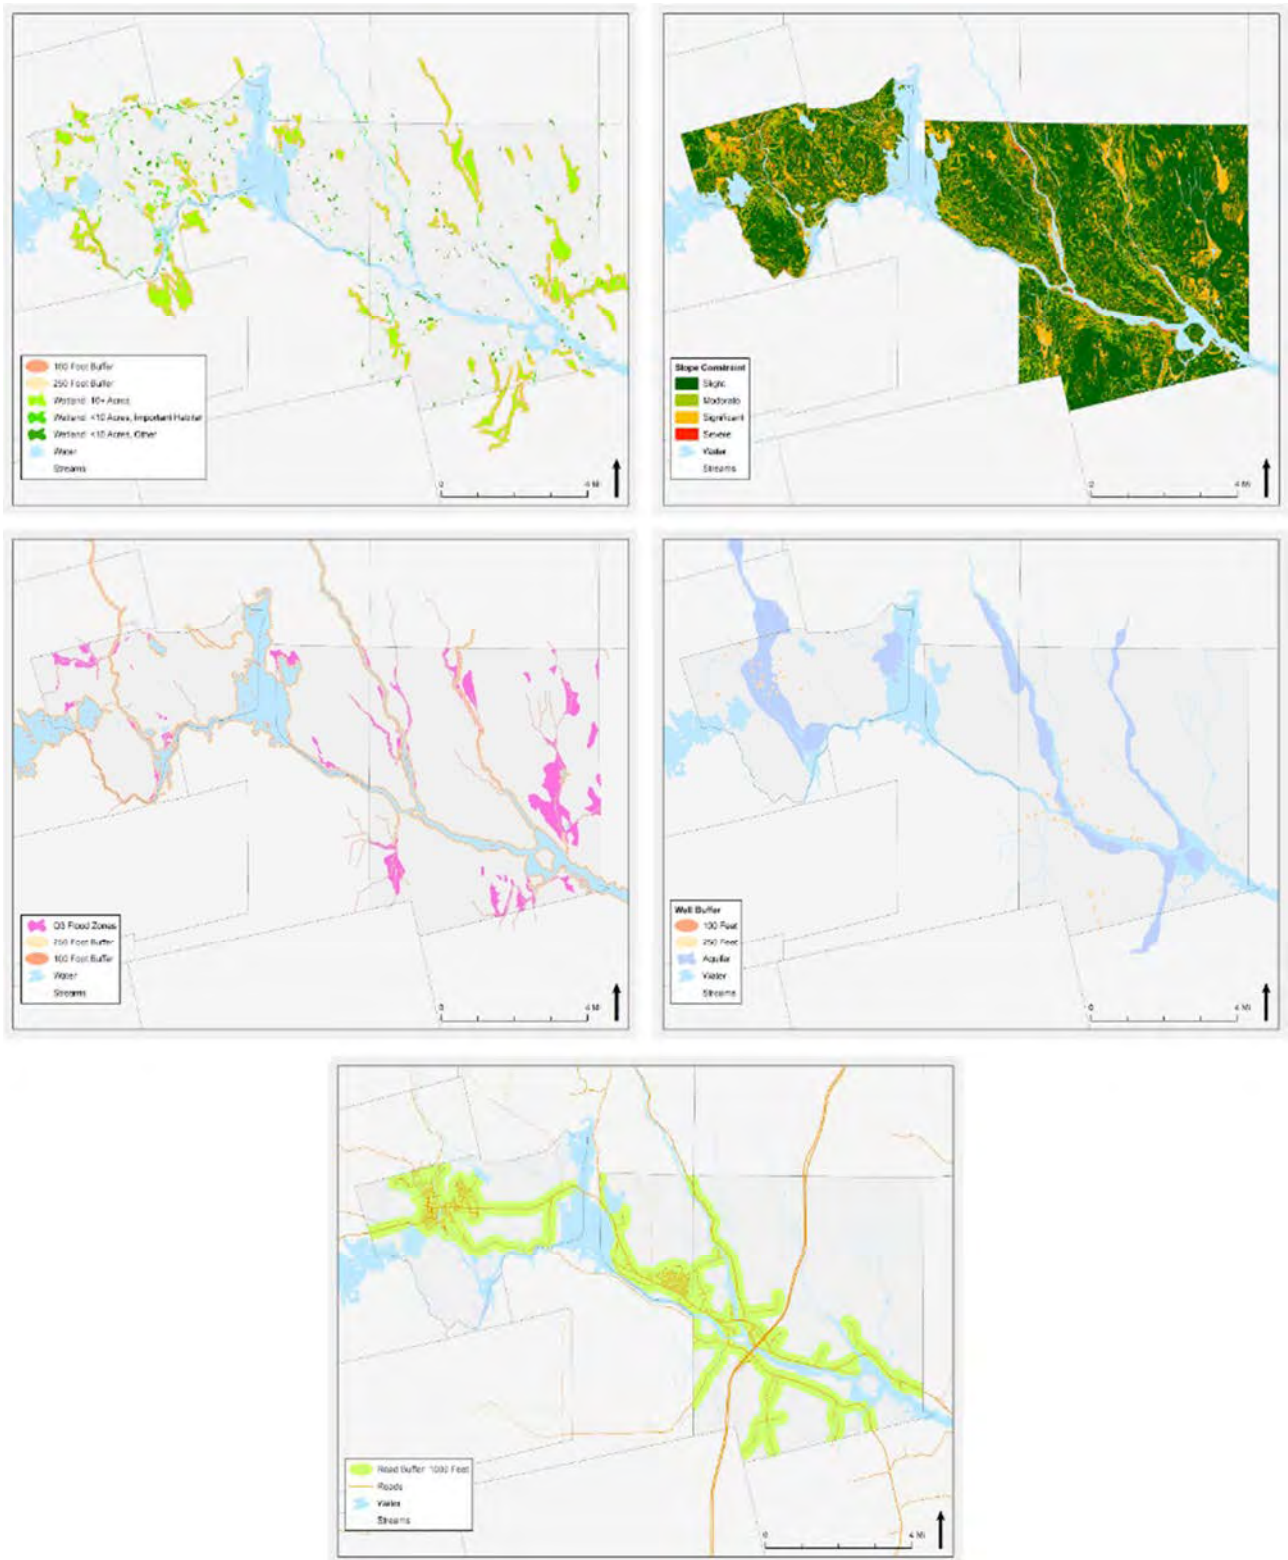 100 Foot Buffer
250 Foot Buffer
Wetland: 10+ Acres
Wetland: <10 Acres, Important Habitat
Wetland: <10 Acres, Other
Water
Streams
0 4 Mi
Slope Constraint
Slight
Moderate
Significant
Severe
Water
Streams
0 4 Mi
Q3 Flood Zones
250 Foot Buffer
100 Foot Buffer
Water
Streams
0 4 Mi
Well Buffer
100 Feet
250 Feet
Aquifer
Water
Streams
0 4 Mi
Road Buffer: 1000 Feet
Roads
Water
Streams
0 4 Mi